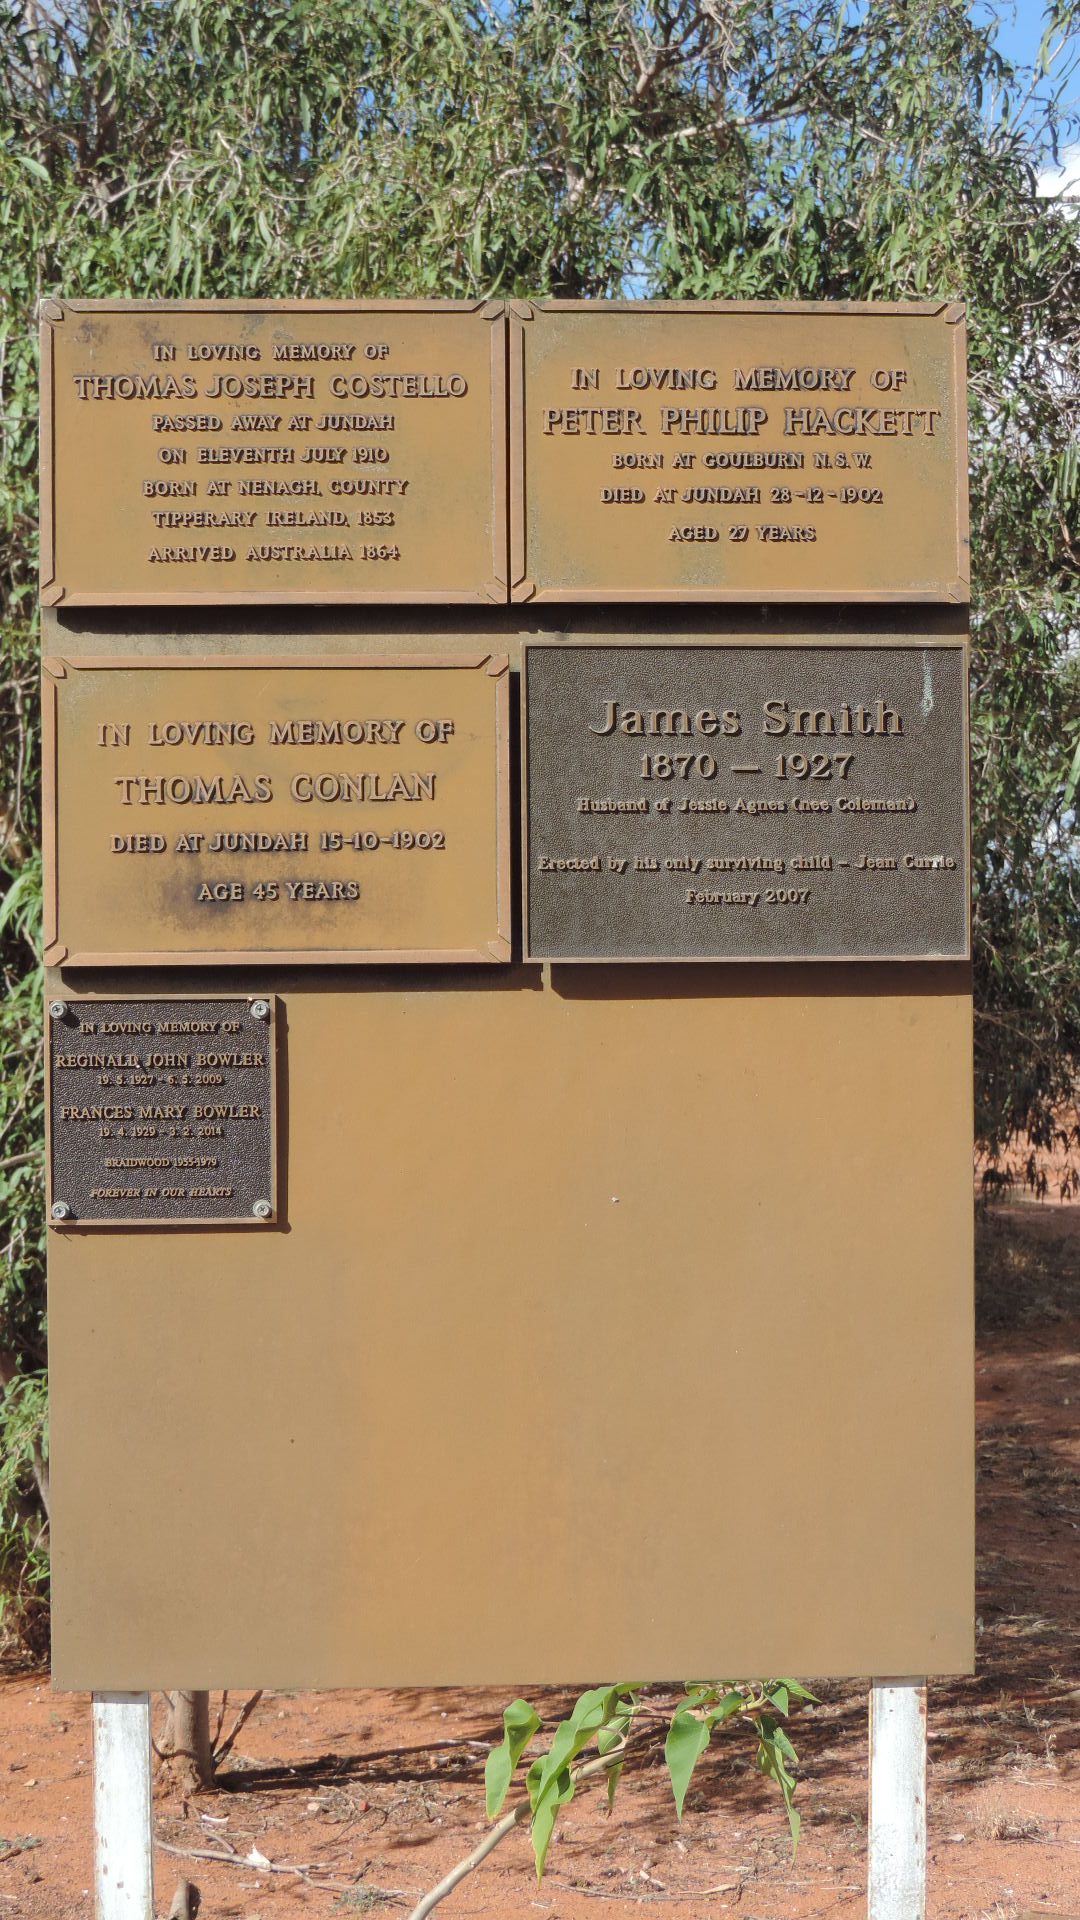 IN LOVING MEMORY OF
THOMAS JOSEPH COSTELLO
PASSED AWAY AT JUNDAH
ON ELEVENTH JULY 1910
BORN AT NENAGH, COUNTY
TIPPERARY IRELAND, 1853
ARRIVED AUSTRALIA 1864
IN LOVING MEMORY OF
PETER PHILIP HACKETT
BORN AT GOULBURN N.S.W.
DIED AT JUNDAH 28-12-1902
AGED 27 YEARS
IN LOVING MEMORY OF
THOMAS CONLAN
DIED AT JUNDAH 15-10-1902
AGE 45 YEARS
James Smith
1870 — 1927
Husband of Jessie Agnes (nee Coleman)
Erected by his only surviving child – Jean Currie
February 2007
IN LOVING MEMORY OF
REGINALD JOHN BOWLER
19. 5. 1927 - 6. 5. 2009
FRANCES MARY BOWLER
19. 4. 1929 - 3. 2. 2014
BRAIDWOOD 1955-1979
FOREVER IN OUR HEARTS